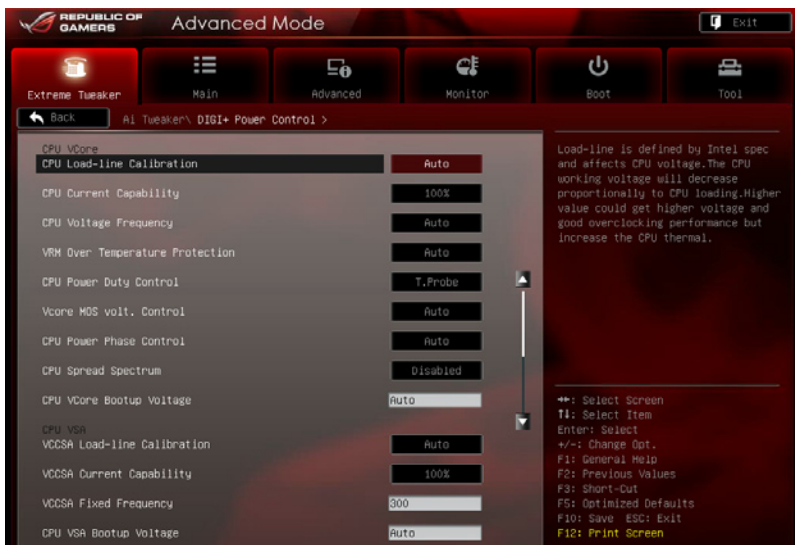 REPUBLIC OF
GAMERS
Advanced Mode
Exit
Extreme Tweaker
Main
Advanced
Monitor
Boot
Tool
Back
Ai Tweaker\ DIGI+ Power Control >
CPU VCore
CPU Load-line Calibration Auto
CPU Current Capability 100%
CPU Voltage Frequency Auto
VRM Over Temperature Protection Auto
CPU Power Duty Control T.Probe
Vcore MOS volt. Control Auto
CPU Power Phase Control Auto
CPU Spread Spectrum Disabled
CPU VCore Bootup Voltage Auto
CPU VSA
VCCSA Load-line Calibration Auto
VCCSA Current Capability 100%
VCCSA Fixed Frequency 300
CPU VSA Bootup Voltage Auto
Load-line is defined by Intel spec
and affects CPU voltage.The CPU
working voltage will decrease
proportionally to CPU loading.Higher
value could get higher voltage and
good overclocking performance but
increase the CPU thermal.
→←: Select Screen
↑↓: Select Item
Enter: Select
+/-: Change Opt.
F1: General Help
F2: Previous Values
F3: Short-Cut
F5: Optimized Defaults
F10: Save ESC: Exit
F12: Print Screen